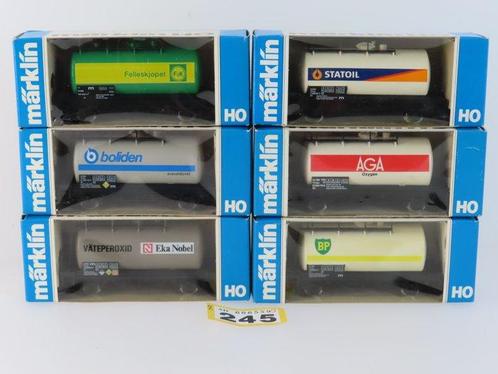 märklin
Felleskjøpet
FK
HO
märklin
STATOIL
HO
märklin
boliden
HO
märklin
AGA
Oxygen
HO
märklin
VÄTEPEROXID
N Eka Nobel
HO
märklin
BP
HO
245